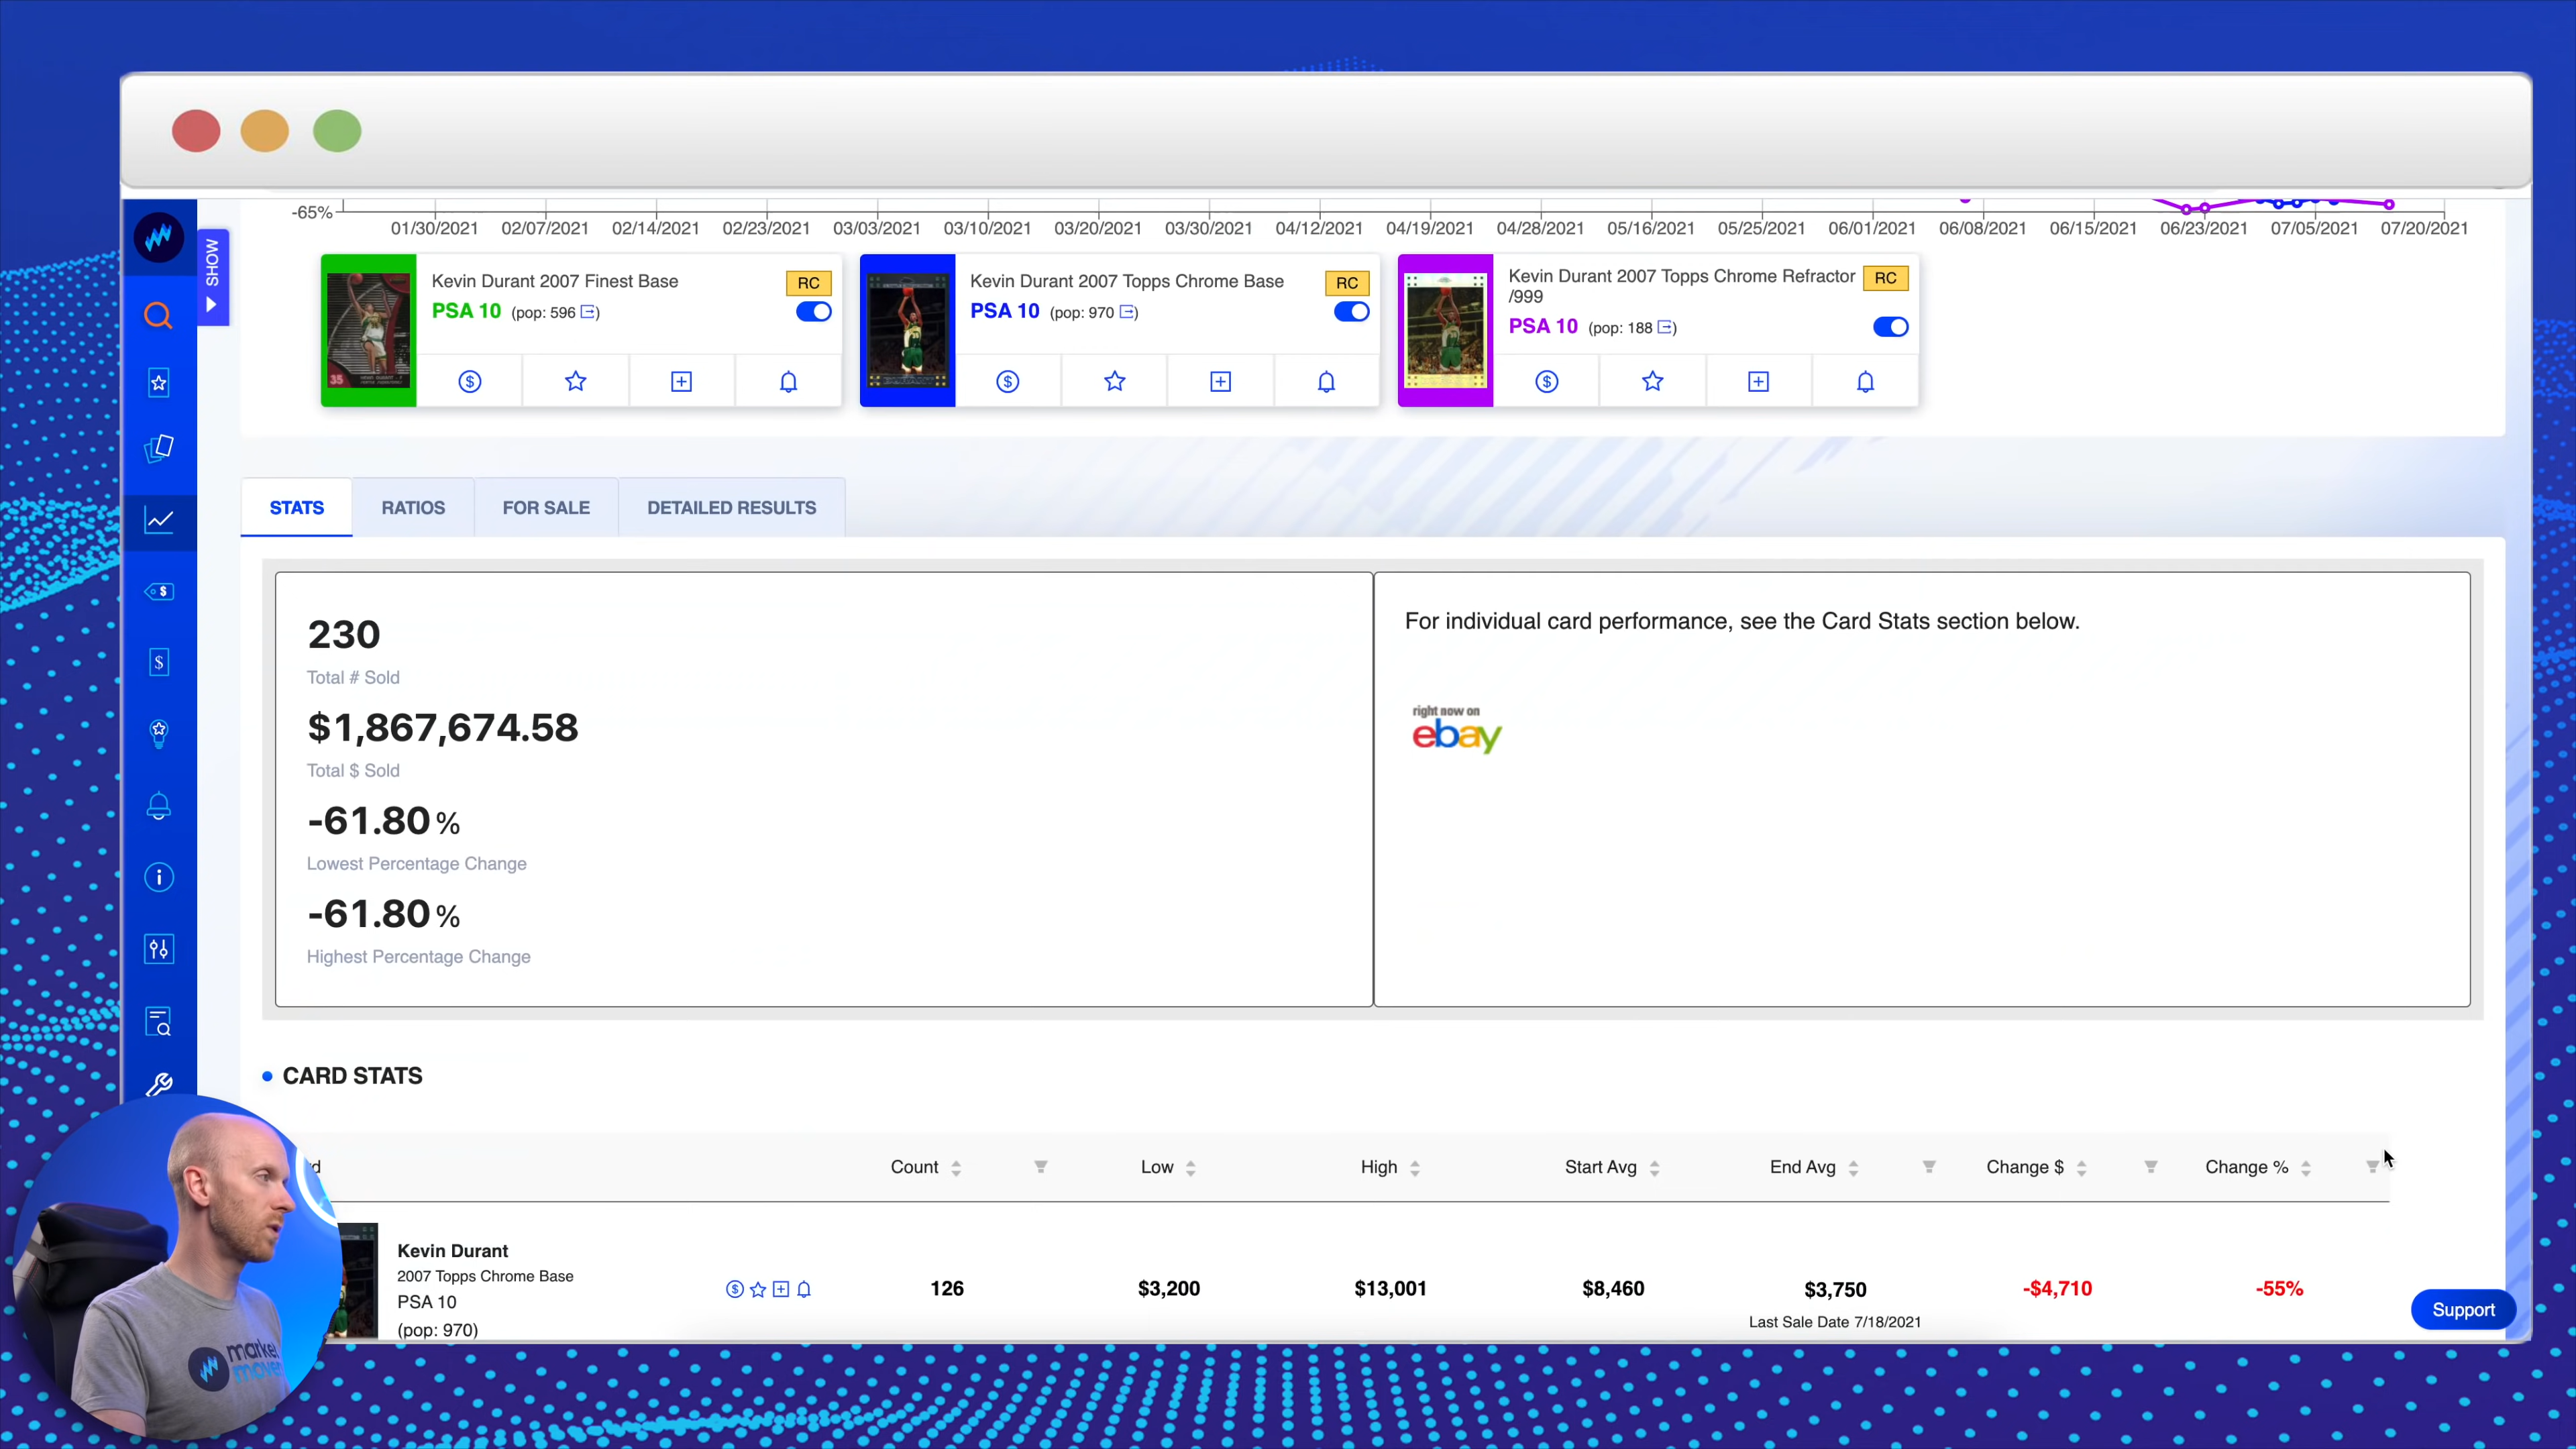 -65%
01/30/2021 02/07/2021 02/14/2021 02/23/2021 03/03/2021 03/10/2021 03/20/2021 03/30/2021 04/12/2021 04/19/2021 04/28/2021 05/16/2021 05/25/2021 06/01/2021 06/08/2021 06/15/2021 06/23/2021 07/05/2021 07/20/2021
SHOW
Kevin Durant 2007 Finest Base
RC
PSA 10 (pop: 596)
35
Kevin Durant 2007 Topps Chrome Base
RC
PSA 10 (pop: 970)
Kevin Durant 2007 Topps Chrome Refractor
/999
RC
PSA 10 (pop: 188)
STATS RATIOS FOR SALE DETAILED RESULTS
230
Total # Sold
$1,867,674.58
Total $ Sold
-61.80 %
Lowest Percentage Change
-61.80 %
Highest Percentage Change
For individual card performance, see the Card Stats section below.
right now on
ebay
CARD STATS
Count Low High Start Avg End Avg Change $ Change %
Kevin Durant
2007 Topps Chrome Base
PSA 10
(pop: 970)
126 $3,200 $13,001 $8,460 $3,750 -$4,710 -55%
Last Sale Date 7/18/2021
Support
market